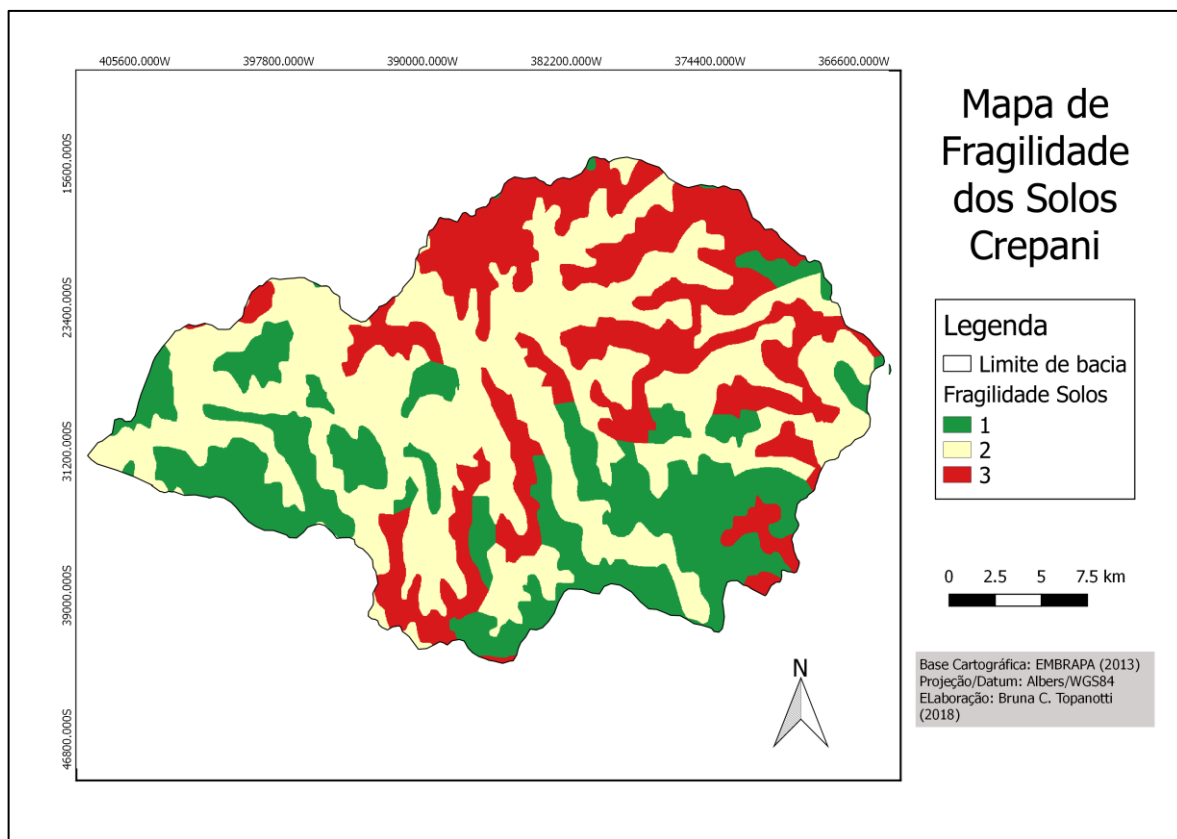 405600.000W 397800.000W 390000.000W 382200.000W 374400.000W 366600.000W
15600.000S
23400.000S
31200.000S
39000.000S
46800.000S
Mapa de
Fragilidade
dos Solos
Crepani
Legenda
Limite de bacia
Fragilidade Solos
1
2
3
0 2.5 5 7.5 km
N
Base Cartográfica: EMBRAPA (2013)
Projeção/Datum: Albers/WGS84
ELaboração: Bruna C. Topanotti
(2018)